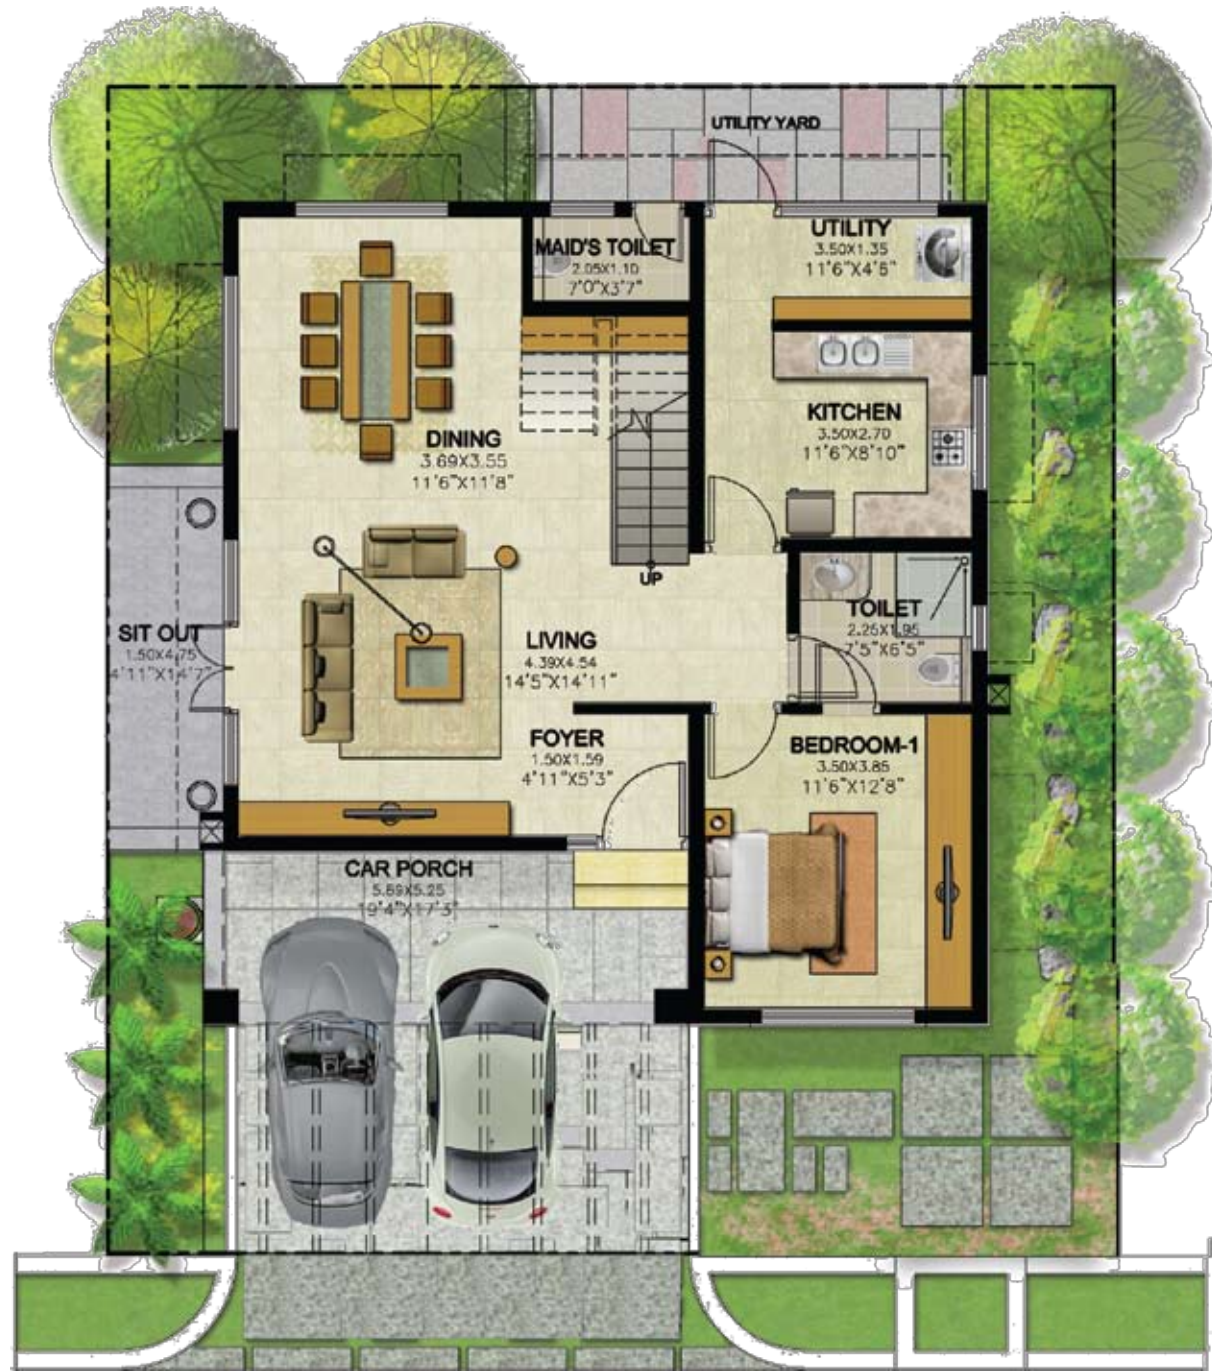 UTILITY YARD
UTILITY
3.50X1.35
11'6"X4'5"
MAID'S TOILET
2.05X1.10
7'0"X3'7"
KITCHEN
3.50X2.70
11'6"X8'10"
DINING
3.69X3.55
11'6"X11'8"
UP
TOILET
2.25X1.95
7'5"X6'5"
SIT OUT
1.50X4.75
4'11"X14'7"
LIVING
4.39X4.54
14'5"X14'11"
FOYER
1.50X1.59
4'11"X5'3"
BEDROOM-1
3.50X3.85
11'6"X12'8"
CAR PORCH
5.89X5.25
19'4"X17'3"